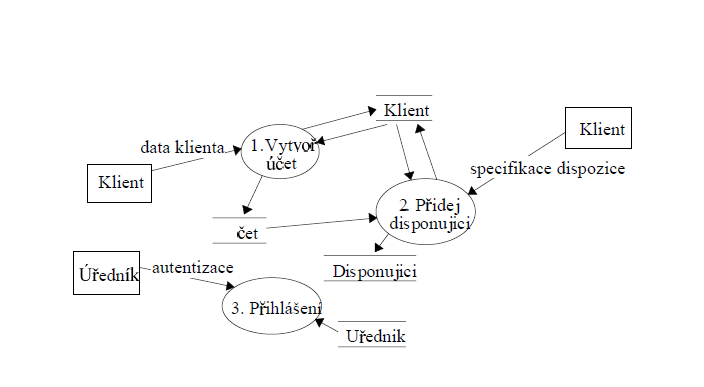 Klient
Klient
data klienta
1. Vytvoř
účet
specifikace dispozice
Klient
2. Přidej
disponujici
čet
Úředník
autentizace
Disponujici
3. Přihlášení
Uřednik